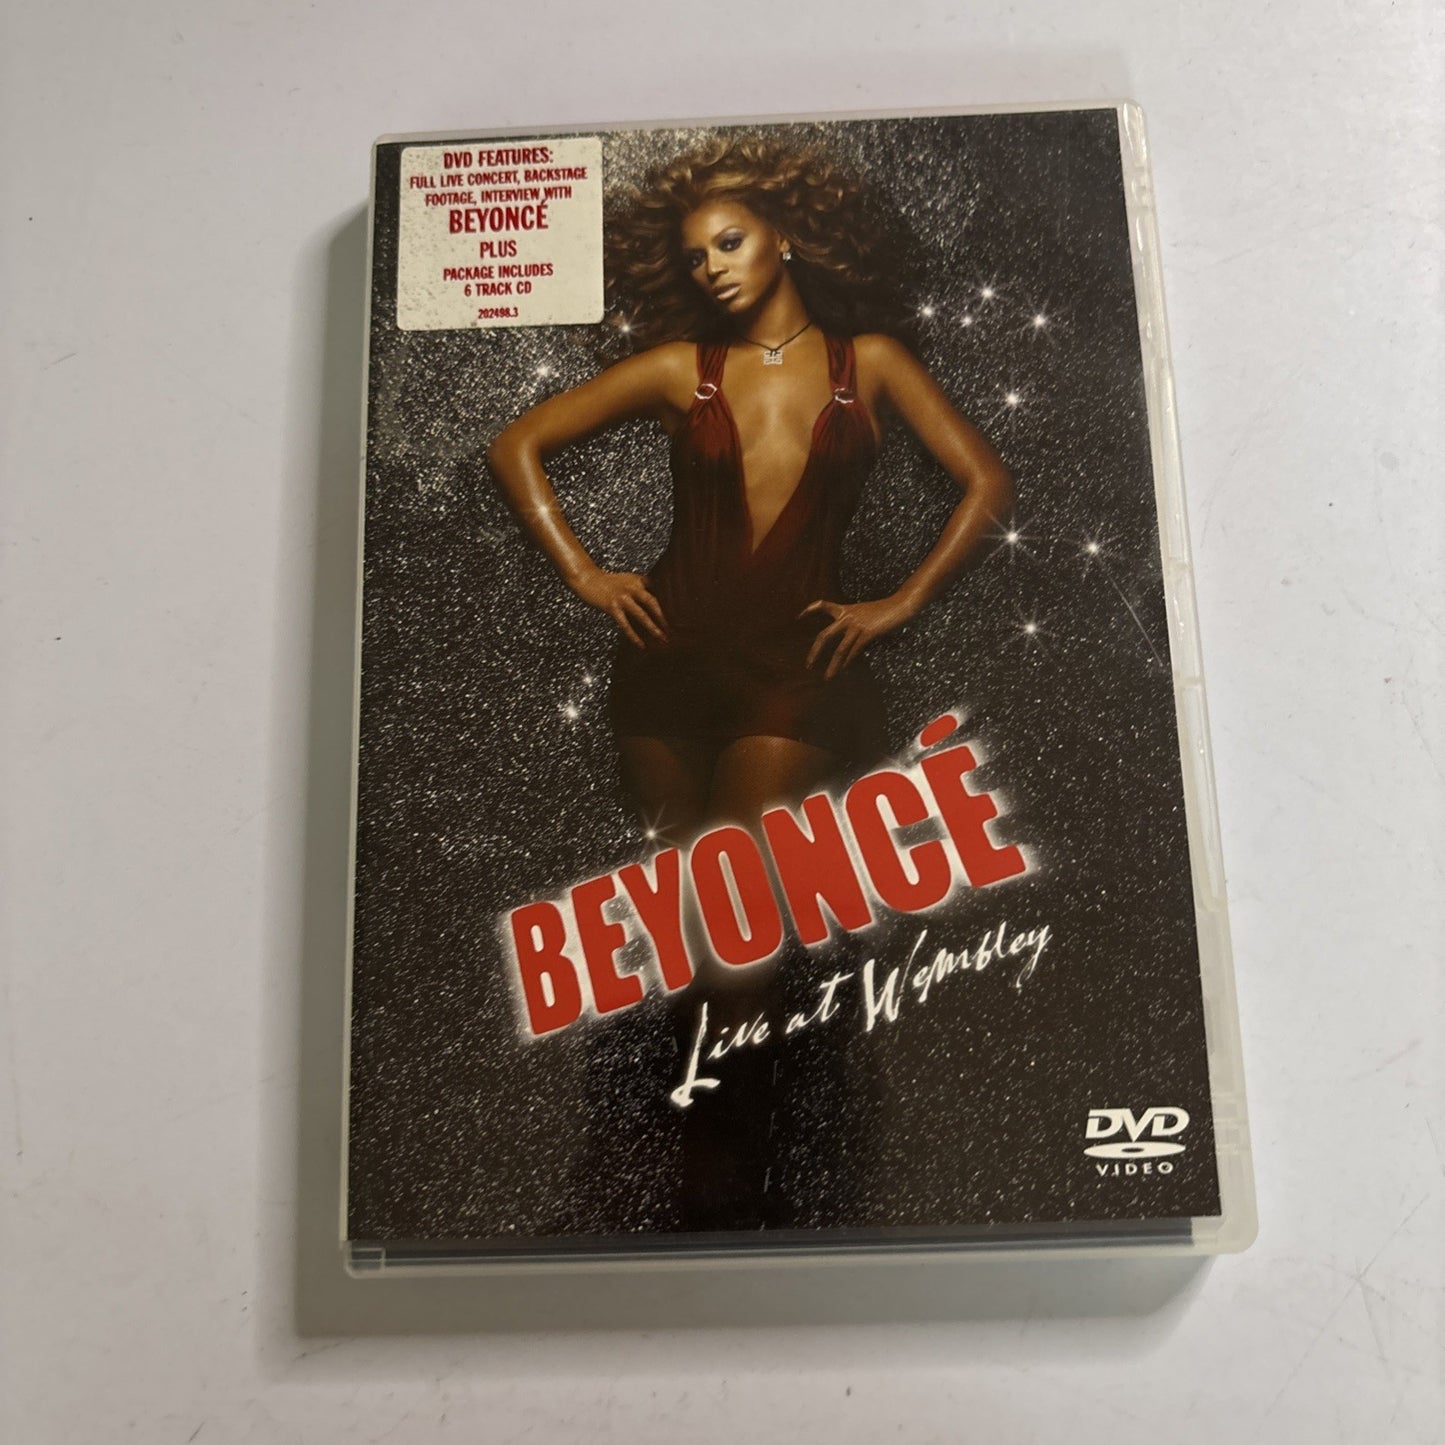 DVD FEATURES:
FULL LIVE CONCERT, BACKSTAGE
FOOTAGE, INTERVIEW WITH
BEYONCÉ
PLUS
PACKAGE INCLUDES
6 TRACK CD
202498.3
BEYONCÉ
Live at Wembley
DVD
VIDEO